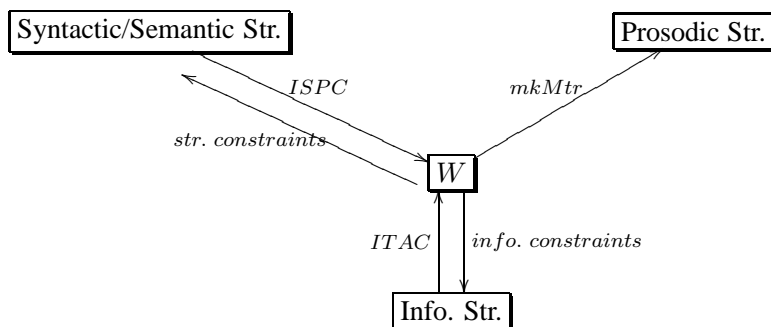 Syntactic/Semantic Str.
Prosodic Str.
ISPC
mkMtr
str. constraints
W
ITAC
info. constraints
Info. Str.